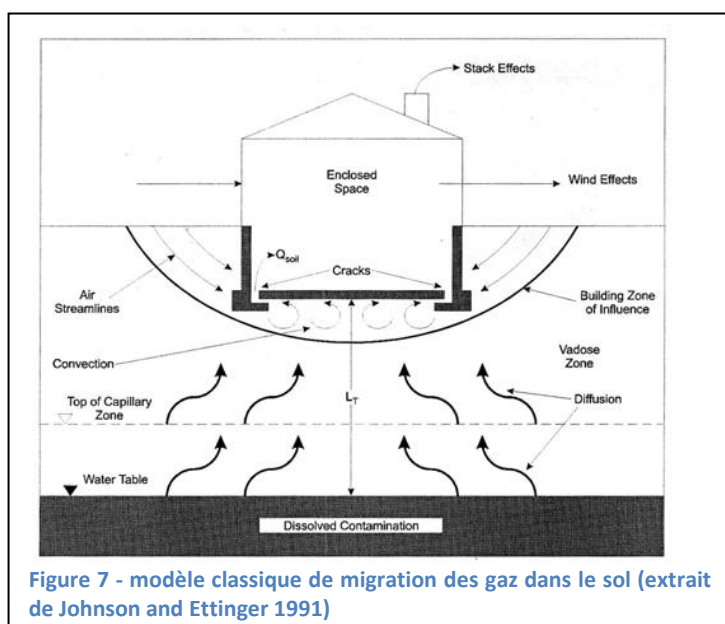 Stack Effects
Enclosed
Space
Wind Effects
Qsoil
Cracks
Air
Streamlines
Building Zone
of Influence
Convection
Vadose
Zone
LT
Top of Capillary
Zone
Diffusion
Water Table
Dissolved Contamination
Figure 7 - modèle classique de migration des gaz dans le sol (extrait
de Johnson and Ettinger 1991)